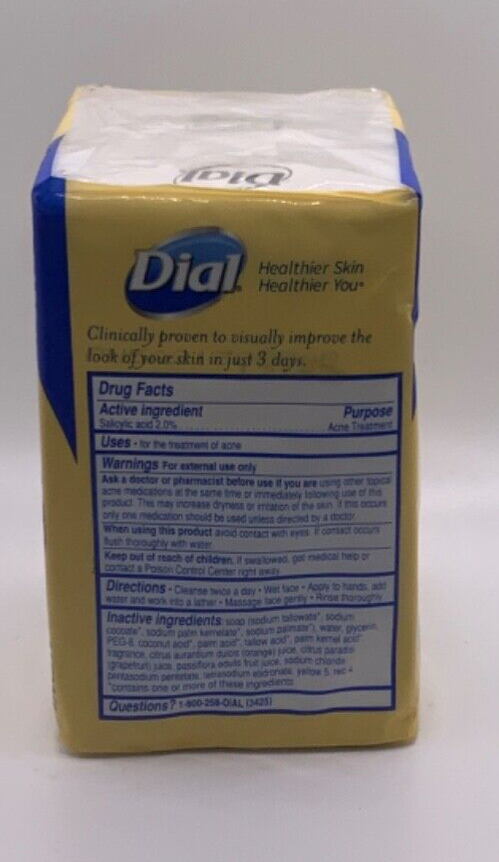 Dial
Dial
Healthier Skin
Healthier You
Clinically proven to visually improve the
look of your skin in just 3 days.
Drug Facts
Active ingredient Purpose
Salicylic acid 2.0% Acne Treatment
Uses - for the treatment of acne
Warnings For external use only
Ask a doctor or pharmacist before use if you are using other topical
acne medications at the same time or immediately following use of this
product. This may increase dryness or irritation of the skin. If this occurs
only one medication should be used unless directed by a doctor.
When using this product avoid contact with eyes. If contact occurs
flush thoroughly with water.
Keep out of reach of children. If swallowed, get medical help or
contact a Poison Control Center right away.
Directions • Cleanse twice a day • Wet face • Apply to hands, add
water and work into a lather • Massage face gently • Rinse thoroughly
Inactive ingredients soap (sodium tallowate*, sodium
cocoate*, sodium palm kernelate*, sodium palmate*), water, glycerin,
PEG-8, coconut acid*, palm acid*, tallow acid*, palm kernel acid*,
fragrance, citrus aurantium dulcis (orange) juice, citrus paradisi
(grapefruit) juice, passiflora edulis fruit juice, sodium chloride
pentasodium pentetate, tetrasodium etidronate, yellow 5, red 4
*contains one or more of these ingredients
Questions? 1-800-258-DIAL (3425)